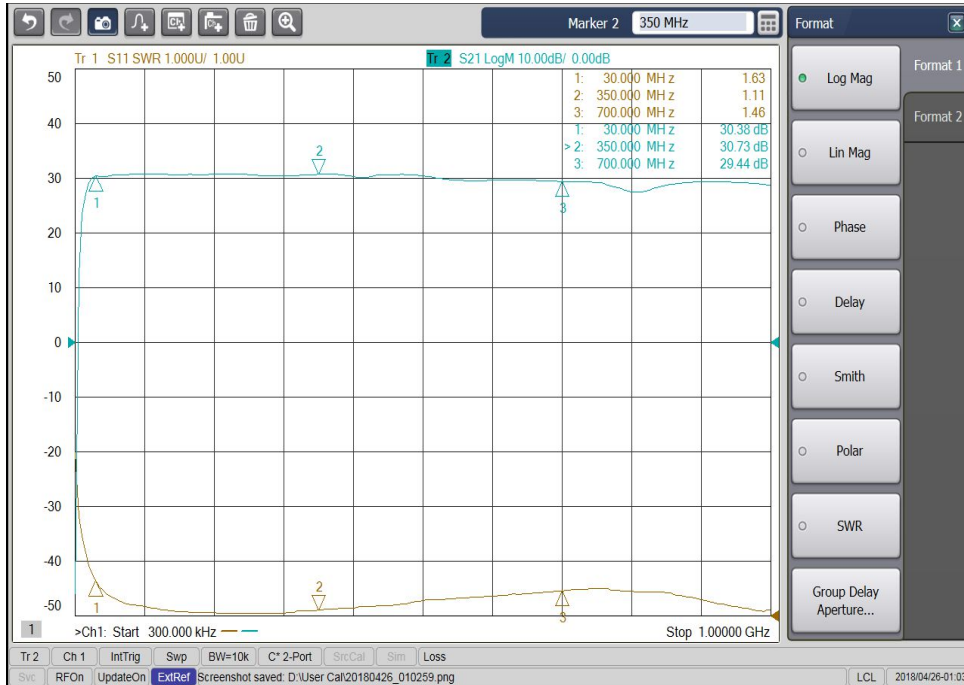 Marker 2 350 MHz
Format
Tr 1 S11 SWR 1.000U/ 1.00U
Tr 2 S21 LogM 10.00dB/ 0.00dB
1: 30.000 MHz 1.63
2: 350.000 MHz 1.11
3: 700.000 MHz 1.46
1: 30.000 MHz 30.38 dB
> 2: 350.000 MHz 30.73 dB
3: 700.000 MHz 29.44 dB
50
40
30
20
10
0
-10
-20
-30
-40
-50
1
2
3
1
2
3
1
>Ch1: Start 300.000 kHz
Stop 1.00000 GHz
Log Mag
Lin Mag
Phase
Delay
Smith
Polar
SWR
Group Delay
Aperture...
Format 1
Format 2
Tr 2 Ch 1 IntTrig Swp BW=10k C* 2-Port SrcCal Sim Loss
Svc RFOn UpdateOn ExtRef Screenshot saved: D:\User Cal\20180426_010259.png LCL 2018/04/26-01:03